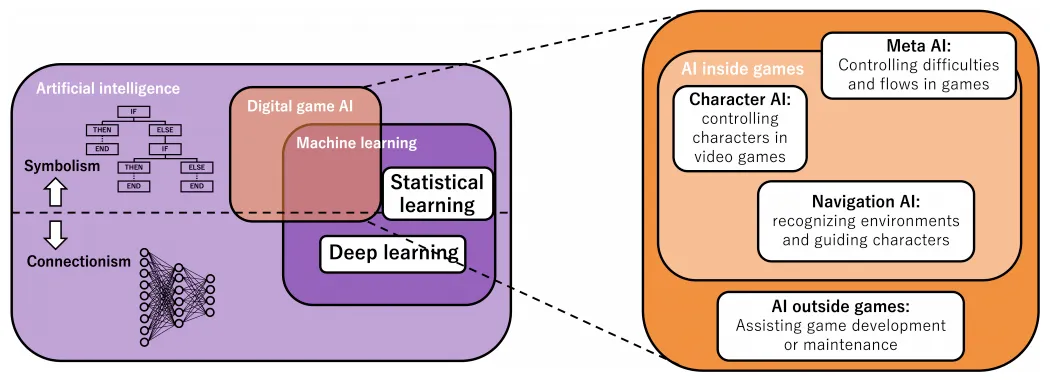 Artificial intelligence
IF
THEN
ELSE
END
IF
THEN
ELSE
END
END
Symbolism
Connectionism
Digital game AI
Machine learning
Statistical
learning
Deep learning
AI inside games
Meta AI:
Controlling difficulties
and flows in games
Character AI:
controlling
characters in
video games
Navigation AI:
recognizing environments
and guiding characters
AI outside games:
Assisting game development
or maintenance